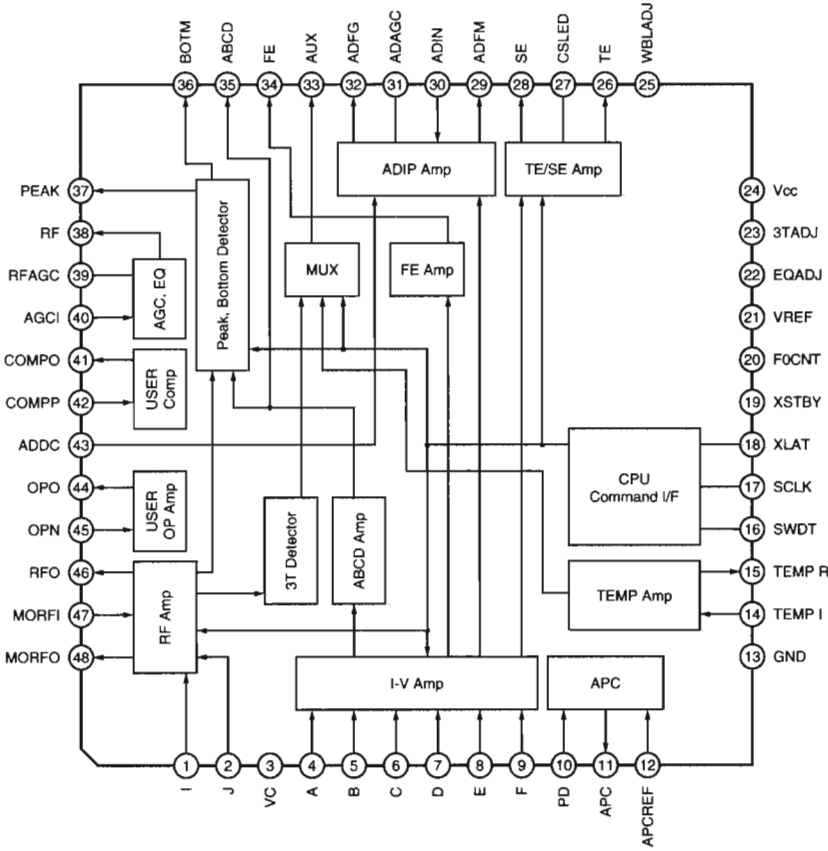 BOTM
ABCD
FE
AUX
ADFG
ADAGC
ADIN
ADFM
SE
CSLED
TE
WBLADJ
36
35
34
33
32
31
30
29
28
27
26
25
PEAK 37
RF 38
RFAGC 39
AGCI 40
COMPO 41
COMPP 42
ADDC 43
OPO 44
OPN 45
RFO 46
MORFI 47
MORFO 48
Peak, Bottom Detector
AGC. EQ
USER
Comp
USER
OP Amp
RF Amp
MUX
FE Amp
ADIP Amp
TE/SE Amp
3T Detector
ABCD Amp
CPU
Command I/F
TEMP Amp
I-V Amp
APC
24 Vcc
23 3TADJ
22 EQADJ
21 VREF
20 F0CNT
19 XSTBY
18 XLAT
17 SCLK
16 SWDT
15 TEMP R
14 TEMP I
13 GND
1
2
3
4
5
6
7
8
9
10
11
12
I
J
VC
A
B
C
D
E
F
PD
APC
APCREF